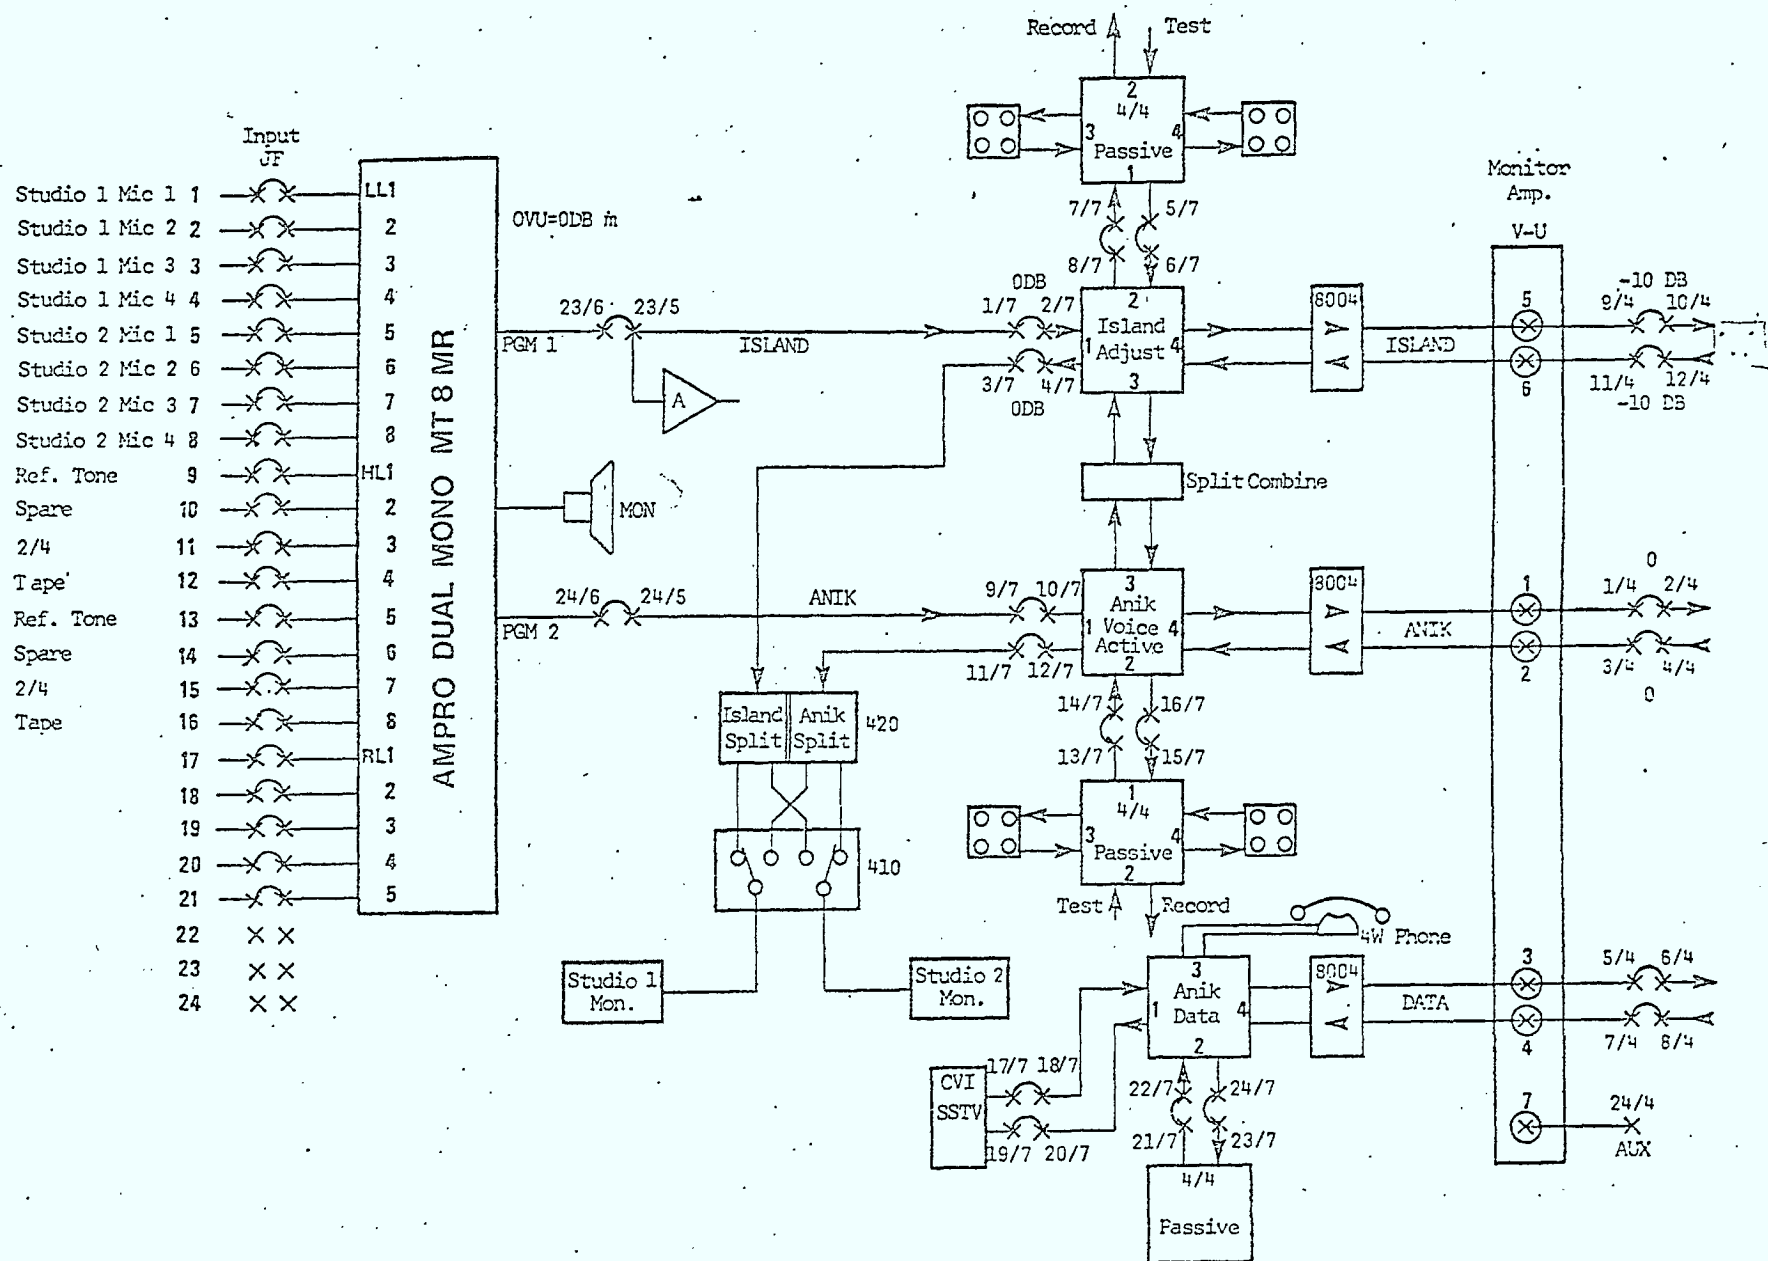 Record
Test
2
4/4
3
4
Passive
1
Input
JF
Studio 1 Mic 1 1
Studio 1 Mic 2 2
Studio 1 Mic 3 3
Studio 1 Mic 4 4
Studio 2 Mic 1 5
Studio 2 Mic 2 6
Studio 2 Mic 3 7
Studio 2 Mic 4 8
Ref. Tone 9
Spare 10
2/4 11
Tape 12
Ref. Tone 13
Spare 14
2/4 15
Tape 16
17
18
19
20
21
22
23
24
LL1
2
3
4
5
6
7
8
HL1
2
3
4
5
6
7
8
RL1
2
3
4
5
AMPRO DUAL MONO MT 8 MR
0VU=0DB m
PGM 1
23/6 23/5
ISLAND
A
MON
PGM 2
24/6 24/5
ANIK
7/7 5/7
8/7 6/7
0DB
1/7 2/7
3/7 4/7
0DB
2
Island
1 Adjust 4
3
Split Combine
9/7 10/7
11/7 12/7
3
Anik
1 Voice 4
Active
2
14/7 16/7
13/7 15/7
1
4/4
3
4
Passive
2
Test
Record
Island
Split
Anik
Split
420
410
Studio 1
Mon.
Studio 2
Mon.
4W Phone
3
Anik
1 Data 4
2
CVI
SSTV
17/7 18/7
19/7 20/7
22/7 24/7
21/7 23/7
4/4
Passive
8004
ISLAND
8004
ANIK
8004
DATA
Monitor
Amp.
V-U
5
6
1
2
3
4
7
-10 DB
9/4 10/4
11/4 12/4
-10 DB
0
1/4 2/4
3/4 4/4
0
5/4 6/4
7/4 8/4
24/4
AUX